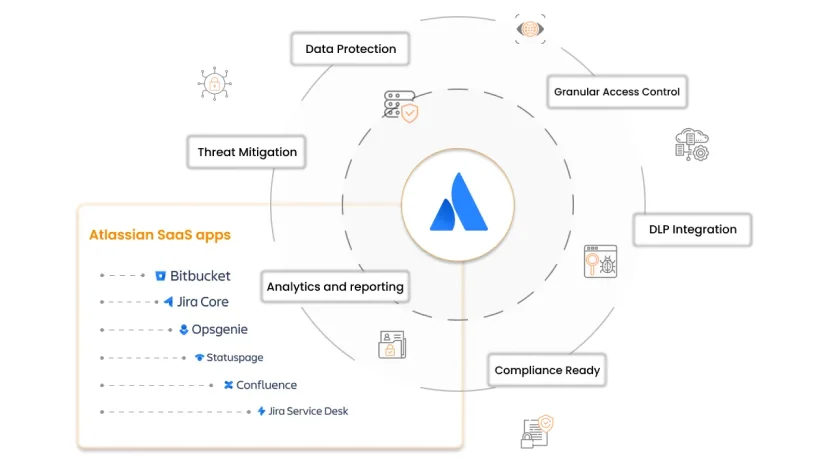 Data Protection
Granular Access Control
Threat Mitigation
DLP Integration
Atlassian SaaS apps
Bitbucket
Analytics and reporting
Jira Core
Opsgenie
Statuspage
Compliance Ready
Confluence
Jira Service Desk